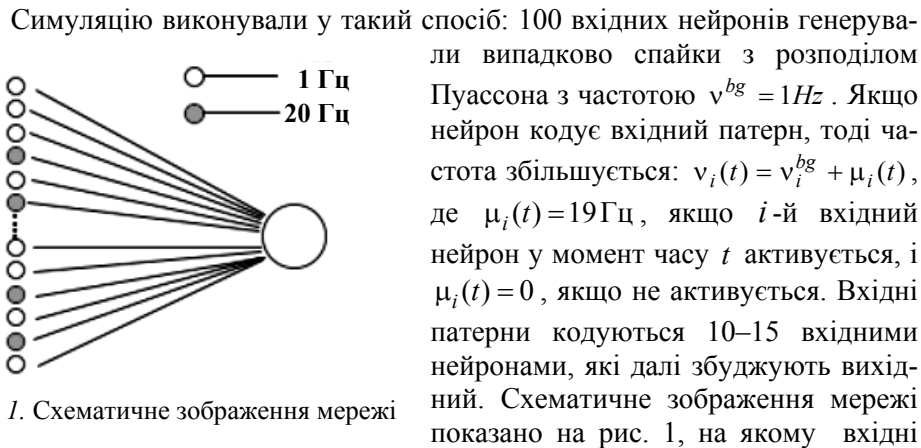 Симуляцію виконували у такий спосіб: 100 вхідних нейронів генерува-
ли випадково спайки з розподілом
Пуассона з частотою ν^{bg} = 1Hz . Якщо
нейрон кодує вхідний патерн, тоді ча-
стота збільшується: ν_i(t) = ν_i^{bg} + μ_i(t) ,
де μ_i(t) = 19 Гц , якщо i -й вхідний
нейрон у момент часу t активується, і
μ_i(t) = 0 , якщо не активується. Вхідні
патерни кодуються 10–15 вхідними
нейронами, які далі збуджують вихід-
ний. Схематичне зображення мережі
показано на рис. 1, на якому вхідні
1 Гц
20 Гц
1. Схематичне зображення мережі